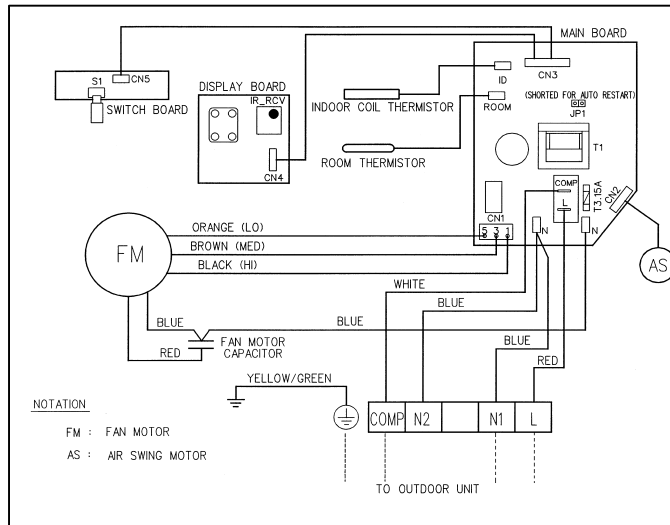 MAIN BOARD
S1
CN5
SWITCH BOARD
DISPLAY BOARD
IR_RCV
CN4
INDOOR COIL THERMISTOR
ROOM THERMISTOR
ID
ROOM
CN3
(SHORTED FOR AUTO RESTART)
JP1
T1
COMP
L
T3.15A
CN2
CN1
5 3 1
N
N
AS
FM
ORANGE (LO)
BROWN (MED)
BLACK (HI)
WHITE
BLUE
BLUE
BLUE
BLUE
RED
RED
FAN MOTOR
CAPACITOR
YELLOW/GREEN
COMP N2 N1 L
TO OUTDOOR UNIT
NOTATION
FM : FAN MOTOR
AS : AIR SWING MOTOR